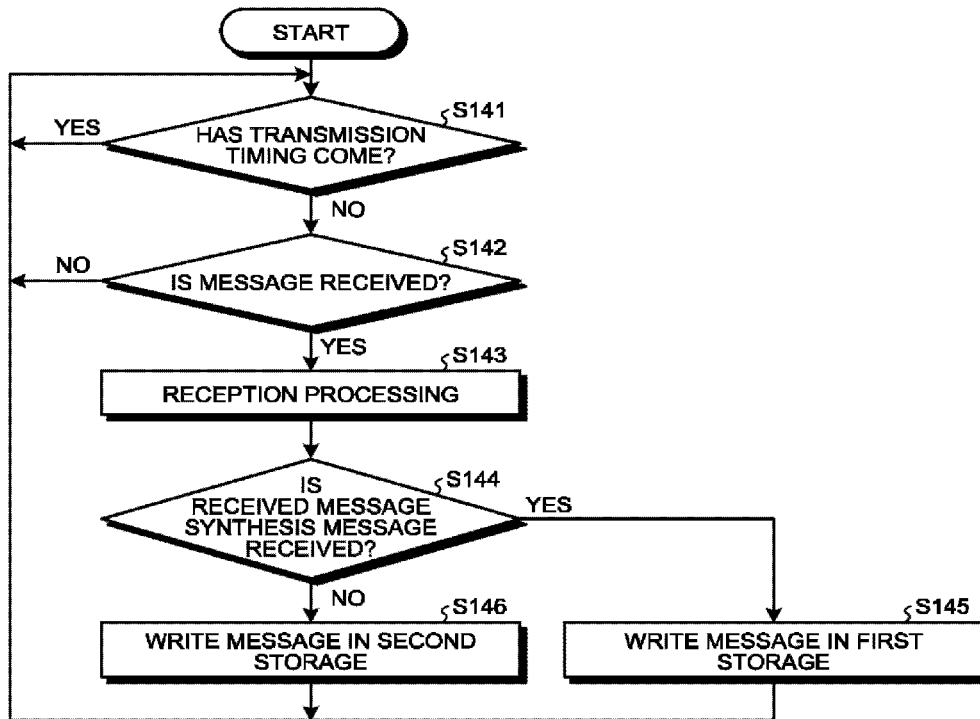 START
S141
YES
HAS TRANSMISSION
TIMING COME?
NO
S142
NO
IS MESSAGE RECEIVED?
YES
S143
RECEPTION PROCESSING
S144
IS
RECEIVED MESSAGE
SYNTHESIS MESSAGE
RECEIVED?
YES
NO
S146
WRITE MESSAGE IN SECOND
STORAGE
S145
WRITE MESSAGE IN FIRST
STORAGE